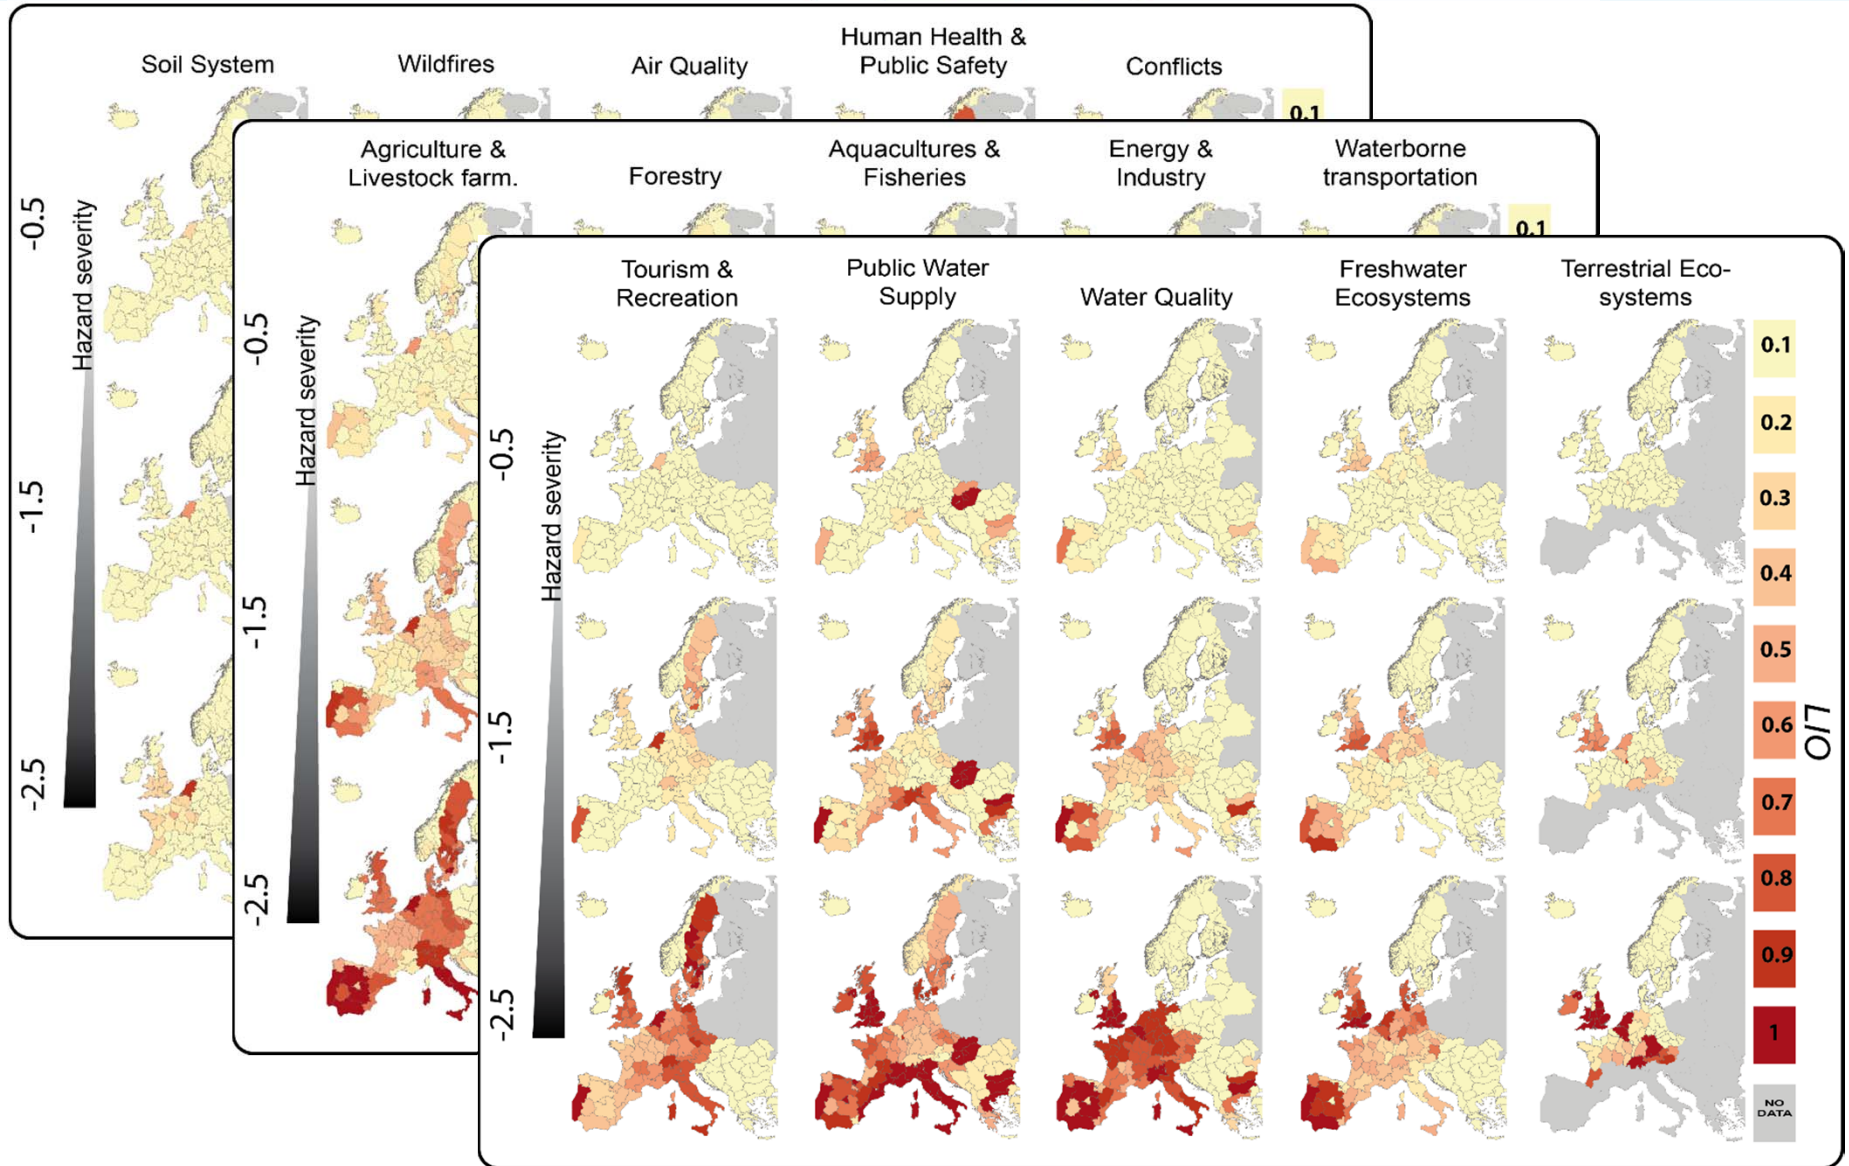 Soil System
Wildfires
Air Quality
Human Health &
Public Safety
Conflicts
0.1
Hazard severity
-0.5
-1.5
-2.5
Agriculture &
Livestock farm.
Forestry
Aquacultures &
Fisheries
Energy &
Industry
Waterborne
transportation
0.1
Hazard severity
-0.5
-1.5
-2.5
Tourism &
Recreation
Public Water
Supply
Water Quality
Freshwater
Ecosystems
Terrestrial Eco-
systems
Hazard severity
-0.5
-1.5
-2.5
0.1
0.2
0.3
0.4
0.5
0.6
0.7
0.8
0.9
1
NO
DATA
LIO